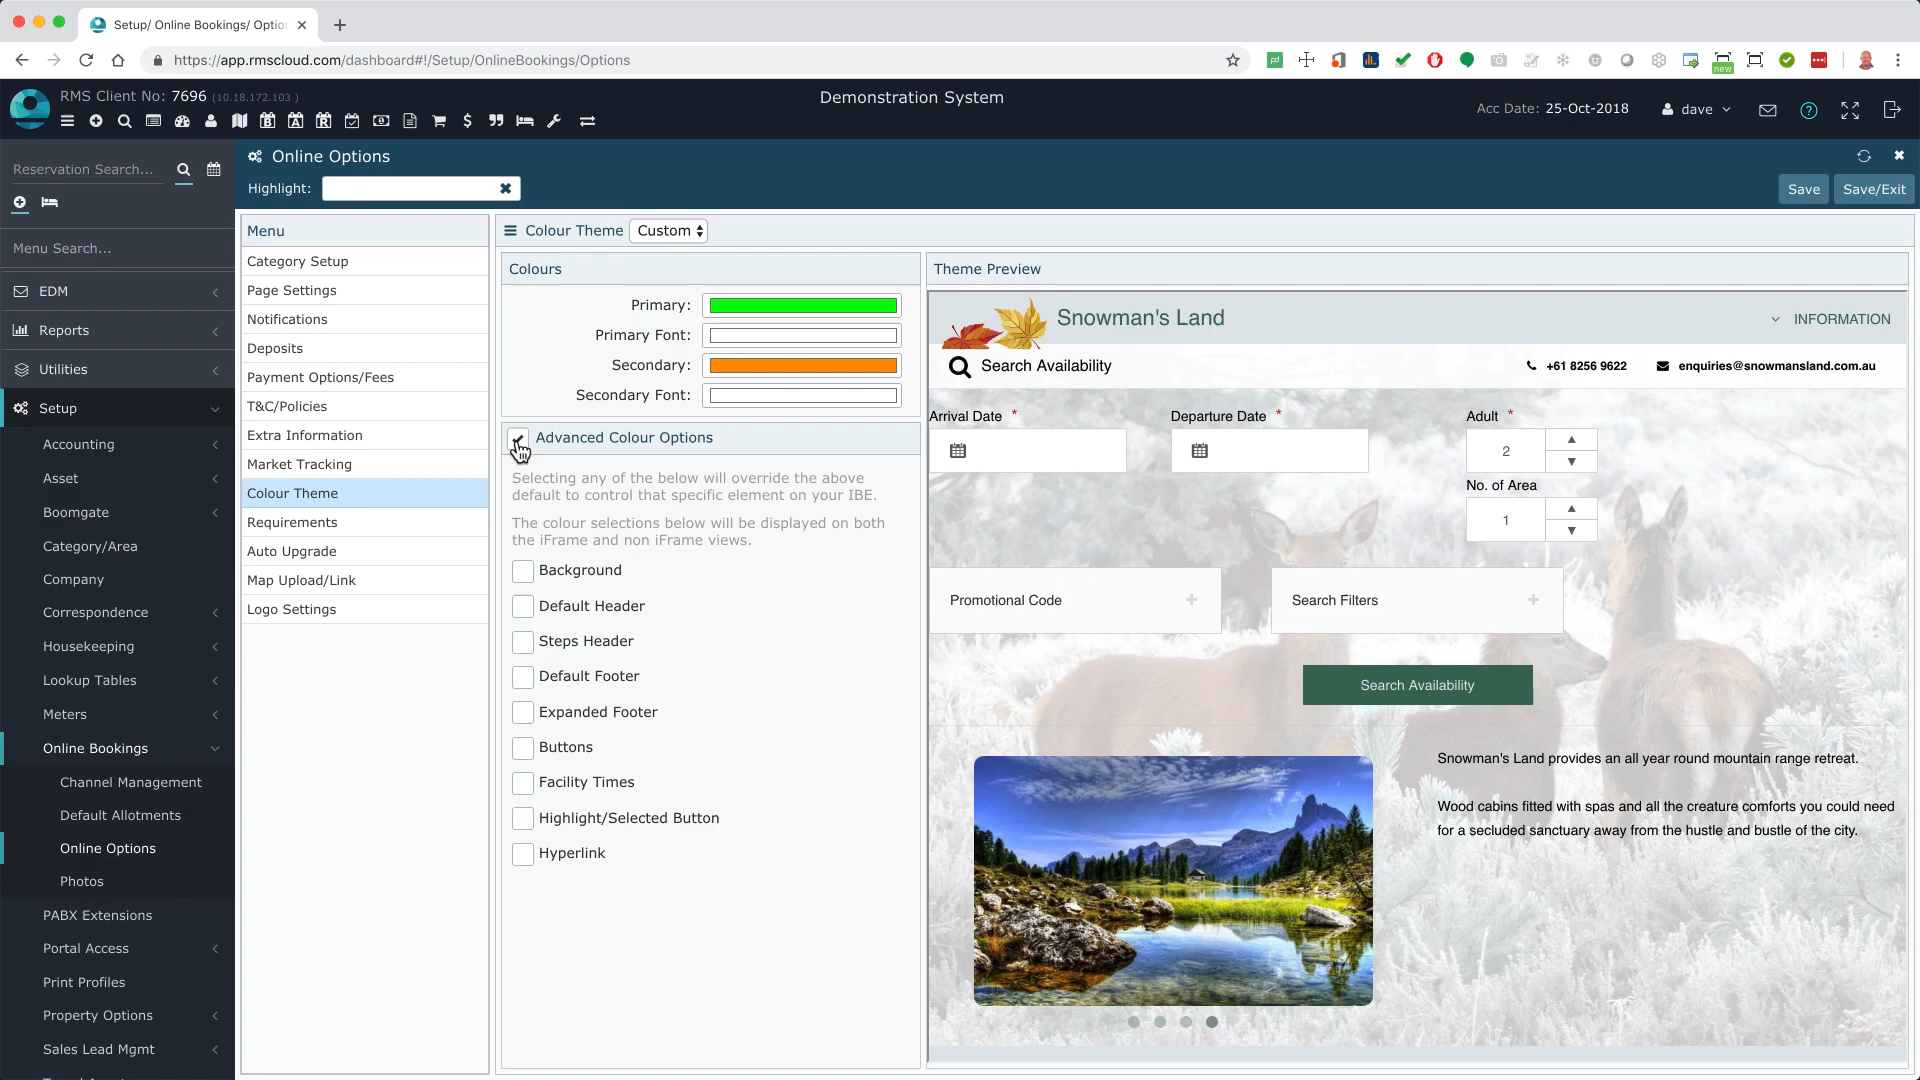 Setup/ Online Bookings/ Optio
https://app.rmscloud.com/dashboard#!/Setup/OnlineBookings/Options
new
RMS Client No: 7696 (10.18.172.103 )
Demonstration System
Acc Date: 25-Oct-2018
dave
Reservation Search...
Menu Search...
EDM
Reports
Utilities
Setup
Accounting
Asset
Boomgate
Category/Area
Company
Correspondence
Housekeeping
Lookup Tables
Meters
Online Bookings
Channel Management
Default Allotments
Online Options
Photos
PABX Extensions
Portal Access
Print Profiles
Property Options
Sales Lead Mgmt
Online Options
Highlight:
Save
Save/Exit
Menu
Category Setup
Page Settings
Notifications
Deposits
Payment Options/Fees
T&C/Policies
Extra Information
Market Tracking
Colour Theme
Requirements
Auto Upgrade
Map Upload/Link
Logo Settings
Colour Theme Custom
Colours
Primary:
Primary Font:
Secondary:
Secondary Font:
Advanced Colour Options
Selecting any of the below will override the above
default to control that specific element on your IBE.
The colour selections below will be displayed on both
the iFrame and non iFrame views.
Background
Default Header
Steps Header
Default Footer
Expanded Footer
Buttons
Facility Times
Highlight/Selected Button
Hyperlink
Theme Preview
Snowman's Land
INFORMATION
Search Availability
+61 8256 9622
enquiries@snowmansland.com.au
Arrival Date *
Departure Date *
Adult *
2
No. of Area
1
Promotional Code +
Search Filters +
Search Availability
Snowman's Land provides an all year round mountain range retreat.
Wood cabins fitted with spas and all the creature comforts you could need
for a secluded sanctuary away from the hustle and bustle of the city.